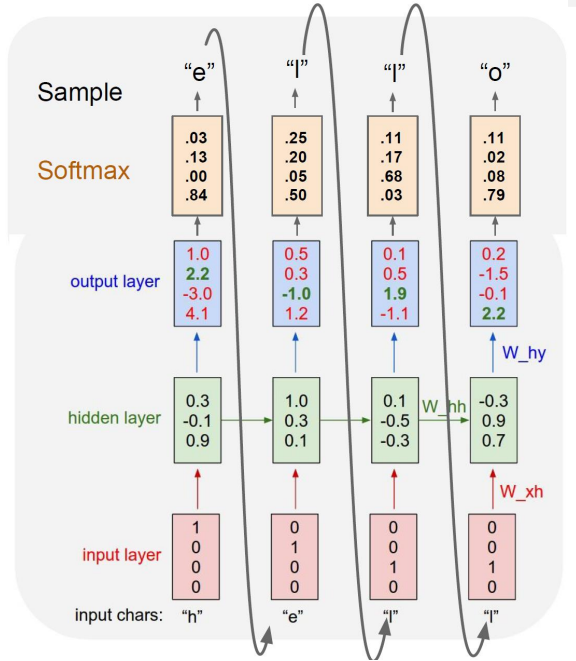 “e” “l” “l” “o”
Sample
.03 .25 .11 .11
.13 .20 .17 .02
.00 .05 .68 .08
.84 .50 .03 .79
Softmax
1.0 0.5 0.1 0.2
2.2 0.3 0.5 -1.5
-3.0 -1.0 1.9 -0.1
4.1 1.2 -1.1 2.2
output layer
W_hy
0.3 1.0 0.1 -0.3
-0.1 0.3 -0.5 0.9
0.9 0.1 -0.3 0.7
hidden layer
W_hh
W_xh
1 0 0 0
0 1 0 0
0 0 1 1
0 0 0 0
input layer
input chars: “h” “e” “l” “l”